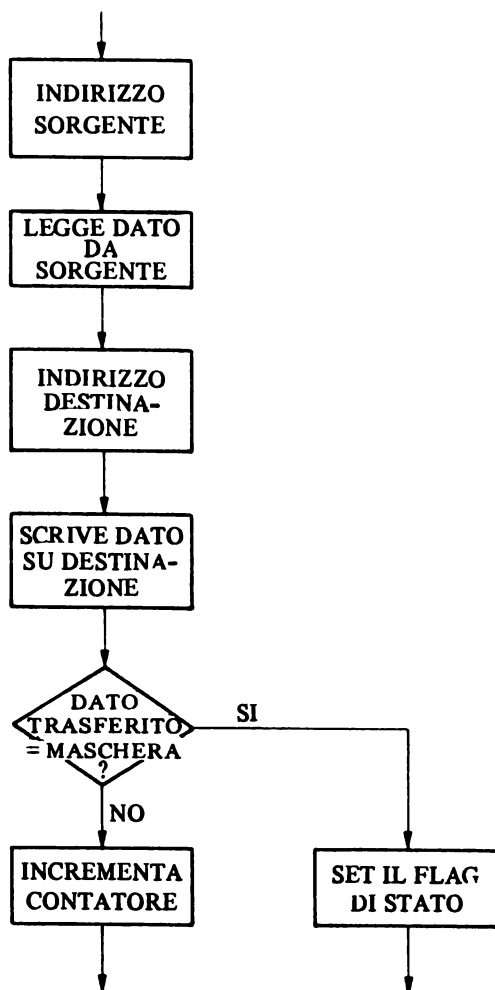 INDIRIZZO
SORGENTE
LEGGE DATO
DA
SORGENTE
INDIRIZZO
DESTINA-
ZIONE
SCRIVE DATO
SU DESTINA-
ZIONE
DATO
TRASFERITO
= MASCHERA
?
SI
NO
INCREMENTA
CONTATORE
SET IL FLAG
DI STATO